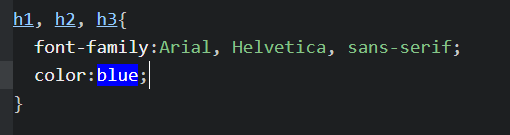 h1, h2, h3{
  font-family:Arial, Helvetica, sans-serif;
  color:blue;
}